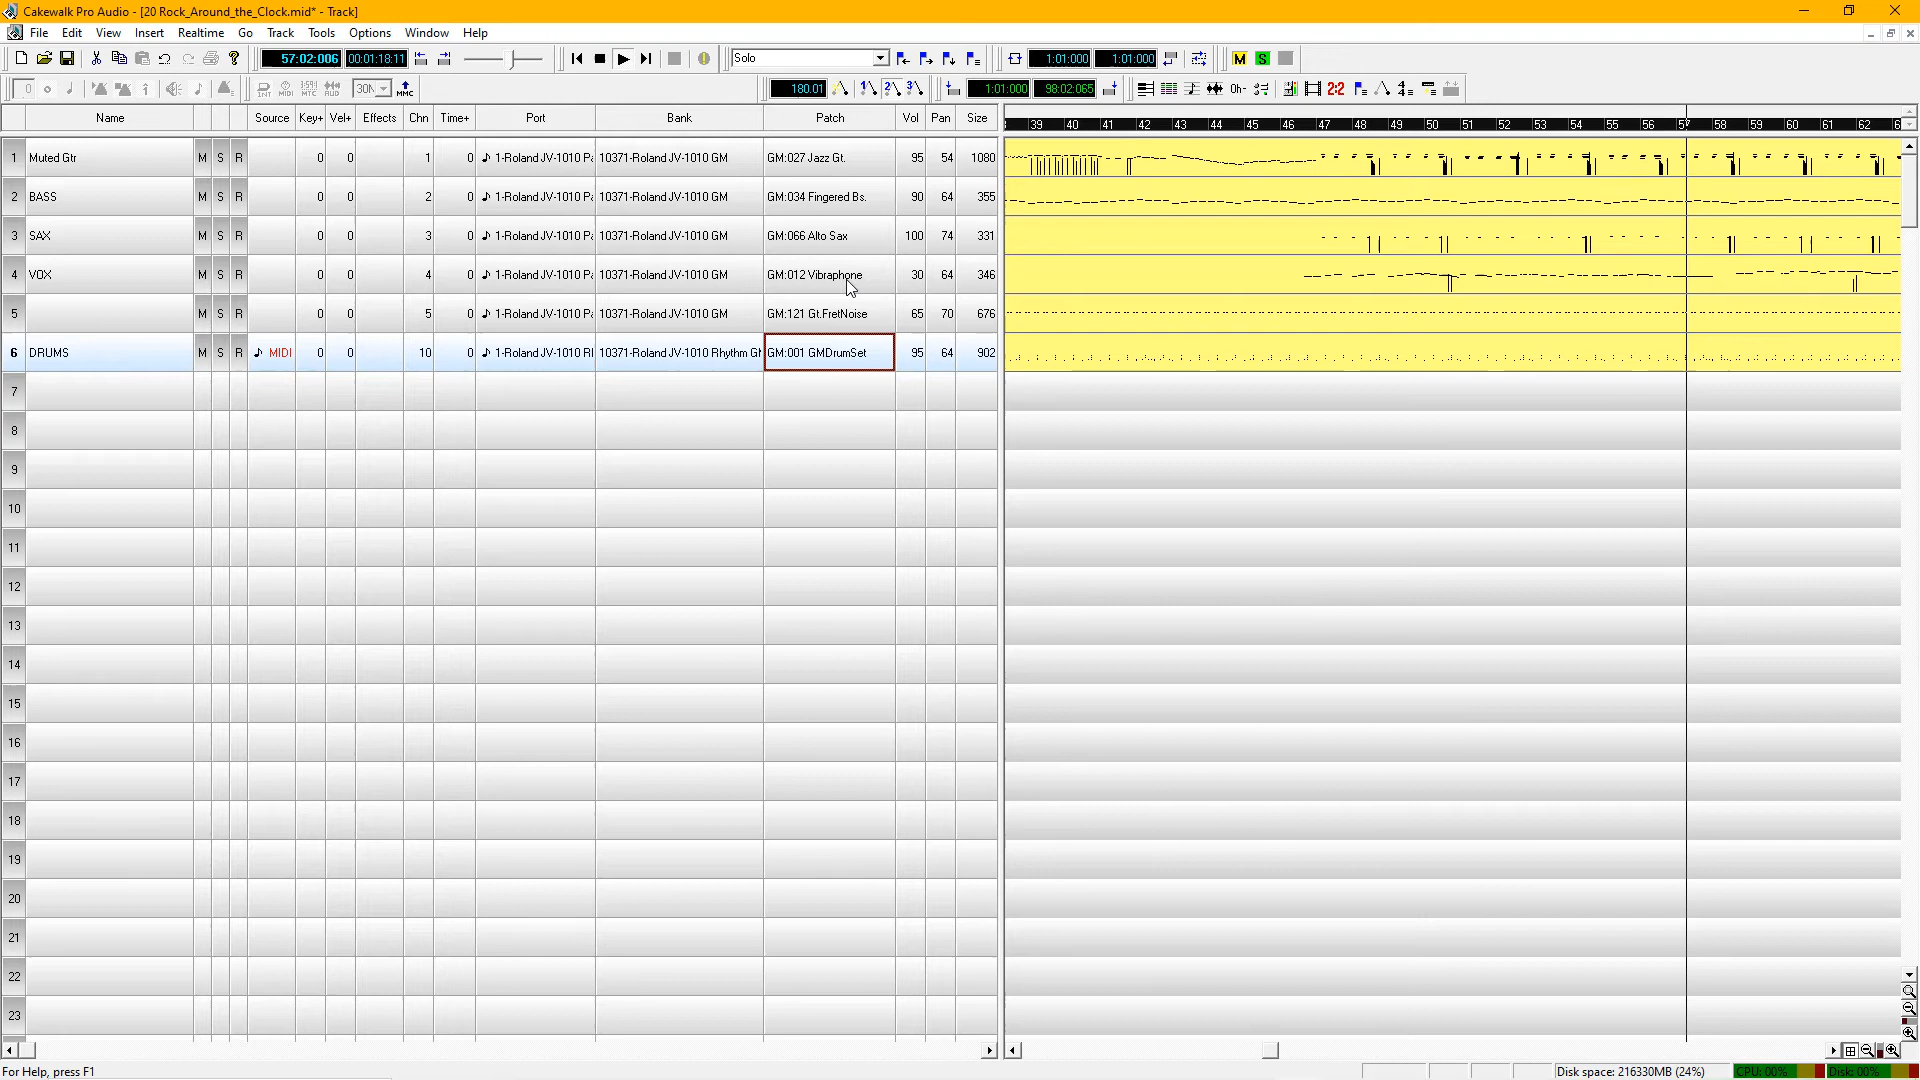 Cakewalk Pro Audio - [20 Rock_Around_the_Clock.mid* - Track]
File Edit View Insert Realtime Go Track Tools Options Window Help
57:02:006 00:01:18:11 Solo 1:01:000 1:01:000 M S
180.01 1 2 3 1:01:000 98:02:065 2:2
Name Source Key+ Vel+ Effects Chn Time+ Port Bank Patch Vol Pan Size
39 40 41 42 43 44 45 46 47 48 49 50 51 52 53 54 55 56 57 58 59 60 61 62
1 Muted Gtr M S R 0 0 1 0 1-Roland JV-1010 Pa 10371-Roland JV-1010 GM GM:027 Jazz Gt. 95 54 1080
2 BASS M S R 0 0 2 0 1-Roland JV-1010 Pa 10371-Roland JV-1010 GM GM:034 Fingered Bs. 90 64 355
3 SAX M S R 0 0 3 0 1-Roland JV-1010 Pa 10371-Roland JV-1010 GM GM:066 Alto Sax 100 74 331
4 VOX M S R 0 0 4 0 1-Roland JV-1010 Pa 10371-Roland JV-1010 GM GM:012 Vibraphone 30 64 346
5 M S R 0 0 5 0 1-Roland JV-1010 Pa 10371-Roland JV-1010 GM GM:121 Gt.FretNoise 65 70 676
6 DRUMS M S R MIDI 0 0 10 0 1-Roland JV-1010 10371-Roland JV-1010 Rhythm GM:001 GMDrumSet 95 64 902
7
8
9
10
11
12
13
14
15
16
17
18
19
20
21
22
23
For Help, press F1
Disk space: 216330MB (24%) CPU: 00% Disk: 00%